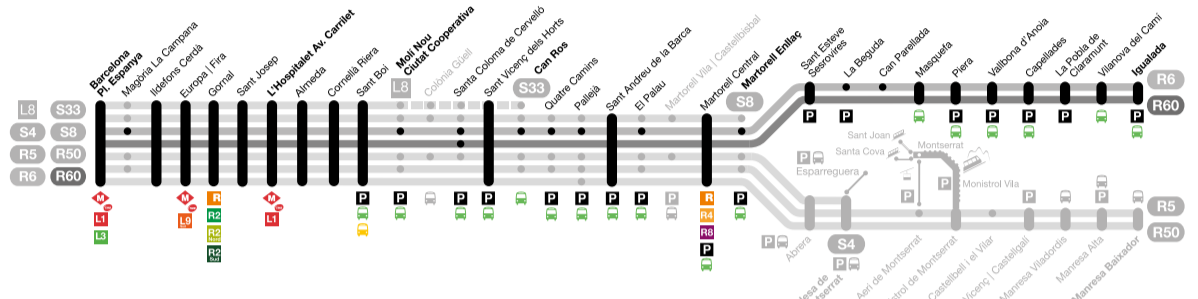 Barcelona
Pl. Espanya
Magòria La Campana
Ildefons Cerdà
Europa | Fira
Gornal
Sant Josep
L'Hospitalet Av. Carrilet
Almeda
Cornellà Riera
Sant Boi
Molí Nou
Ciutat Cooperativa
Colònia Güell
Santa Coloma de Cervelló
Sant Vicenç dels Horts
Can Ros
Quatre Camins
Pallejà
Sant Andreu de la Barca
El Palau
Martorell Vila | Castellbisbal
Martorell Central
Martorell Enllaç
Sant Esteve
Sesrovires
La Beguda
Can Parellada
Masquefa
Piera
Vallbona d'Anoia
Capellades
La Pobla de
Claramunt
Vilanova del Camí
Igualada
L8 S33
S4 S8
R5 R50
R6 R60
L8
S33
S8
R6
R60
M
L1
L3
M
L9
R
R2
R2
Nord
R2
Sud
M
L1
P
P
P
P
P
P
P
P
P
R
R4
R8
P
P
P
P
P
P
P
P
P
Sant Joan
Santa Cova
Montserrat
Monistrol Vila
Esparreguera
P
P
P
P
P
R5
R50
S4
P
P
Abrera
Aeri de Montserrat
Castellbell i el Vilar
Manresa Viladordis
Manresa Alta
Manresa Baixador